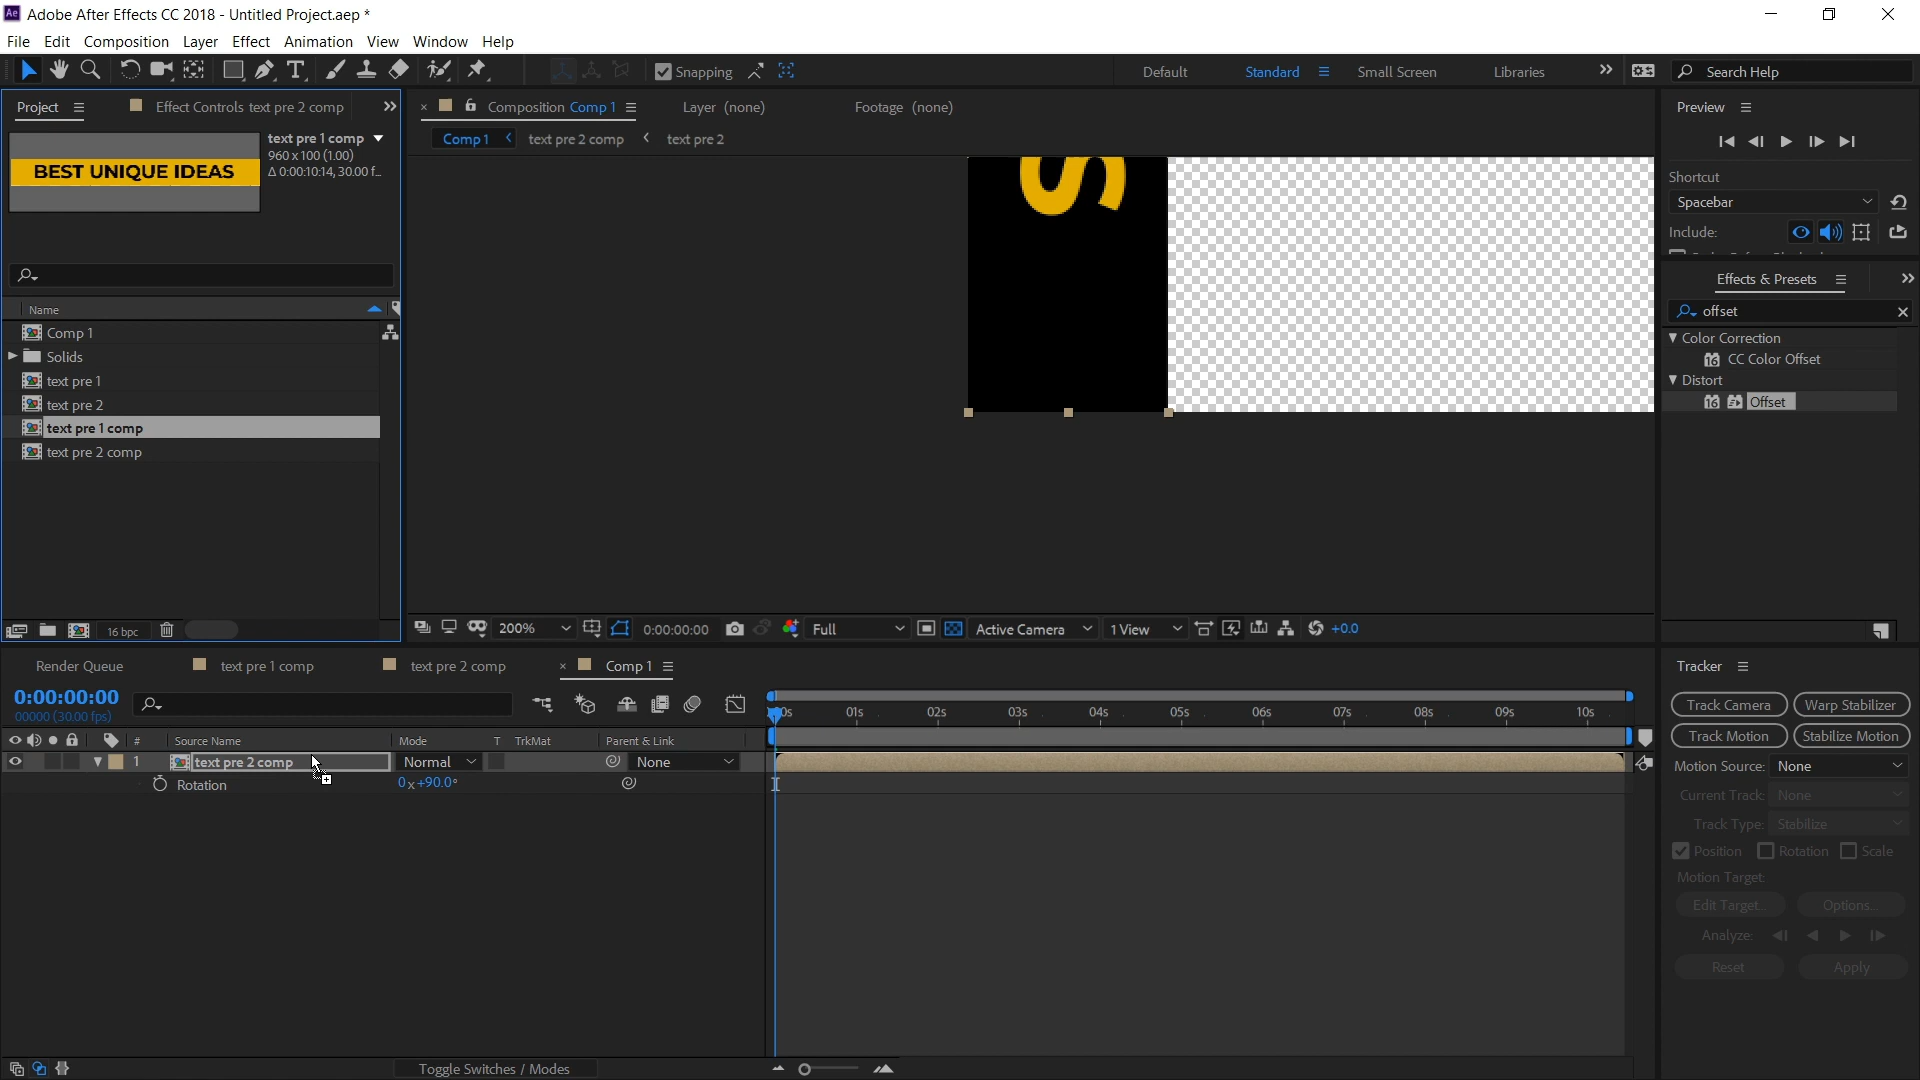 Ae Adobe After Effects CC 2018 - Untitled Project.aep *
File Edit Composition Layer Effect Animation View Window Help
Snapping Default Standard Small Screen Libraries Search Help
Project Effect Controls text pre 2 comp Composition Comp 1 Layer (none) Footage (none) Preview
text pre 1 comp
960 x 100 (1.00)
Δ 0:00:10:14, 30.00 f...
BEST UNIQUE IDEAS
Comp 1 text pre 2 comp text pre 2
S
Shortcut
Spacebar
Include:
Effects & Presets
offset
Color Correction
CC Color Offset
Distort
Offset
Name
Comp 1
Solids
text pre 1
text pre 2
text pre 1 comp
text pre 2 comp
16 bpc
200% 0:00:00:00 Full Active Camera 1 View +0.0
Render Queue text pre 1 comp text pre 2 comp Comp 1
0:00:00:00
00000 (30.00 fps)
01s 02s 03s 04s 05s 06s 07s 08s 09s 10s
# Source Name Mode T TrkMat Parent & Link
1 text pre 2 comp Normal None
Rotation 0x+90.0°
Toggle Switches / Modes
Tracker
Track Camera Warp Stabilizer
Track Motion Stabilize Motion
Motion Source: None
Current Track: None
Track Type: Stabilize
Position Rotation Scale
Motion Target:
Edit Target... Options...
Analyze:
Reset Apply